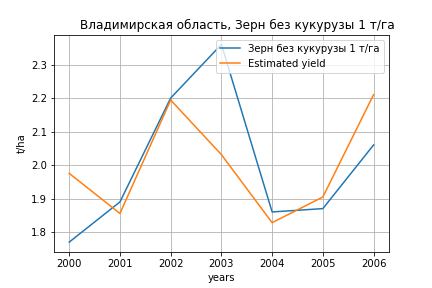 Владимирская область, Зерн без кукурузы 1 т/га
Зерн без кукурузы 1 т/га
Estimated yield
2.3
2.2
2.1
2.0
1.9
1.8
t/ha
2000 2001 2002 2003 2004 2005 2006
years